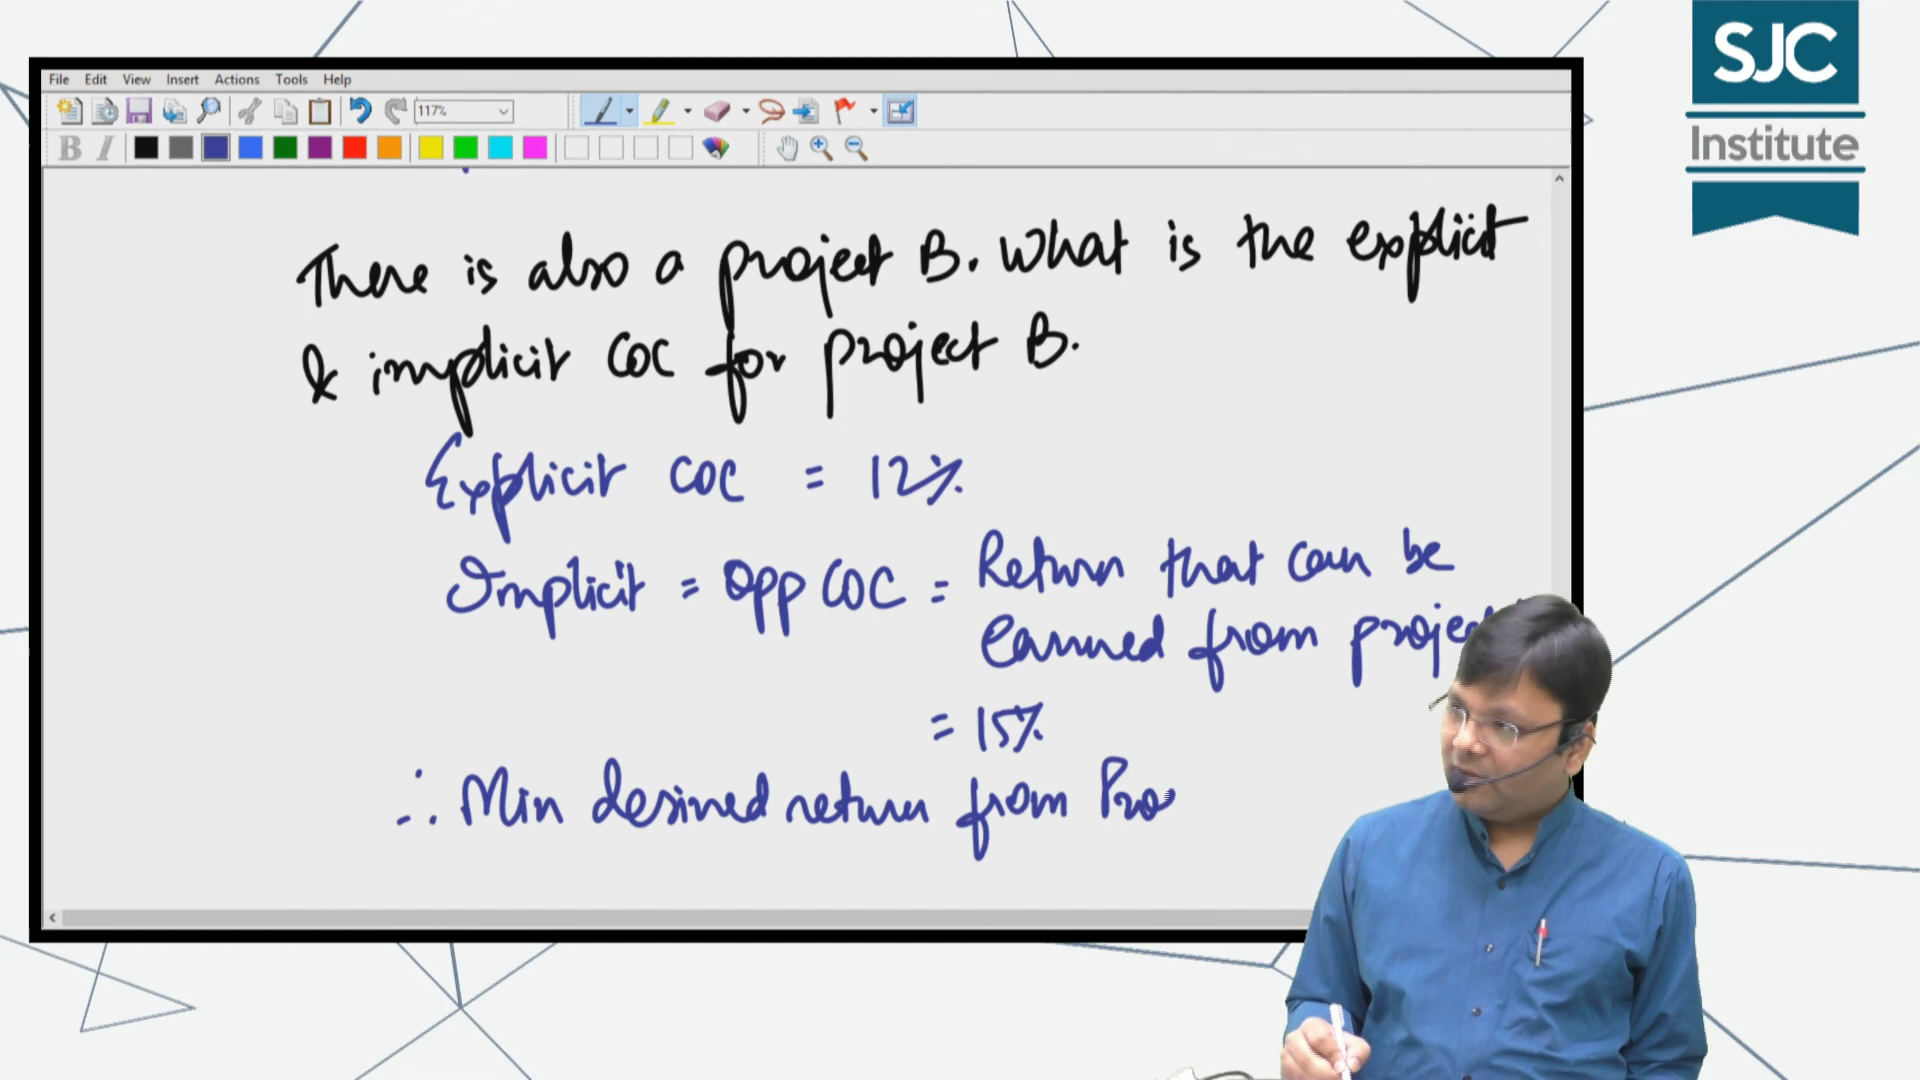 SJC
Institute
File Edit View Insert Actions Tools Help
117%
B I
There is also a project B. What is the explicit
& implicit COC for project B.
Explicit COC = 12%
Implicit = Opp COC = Return that can be
earned from projec
= 15%
∴ Min desired return from Pro